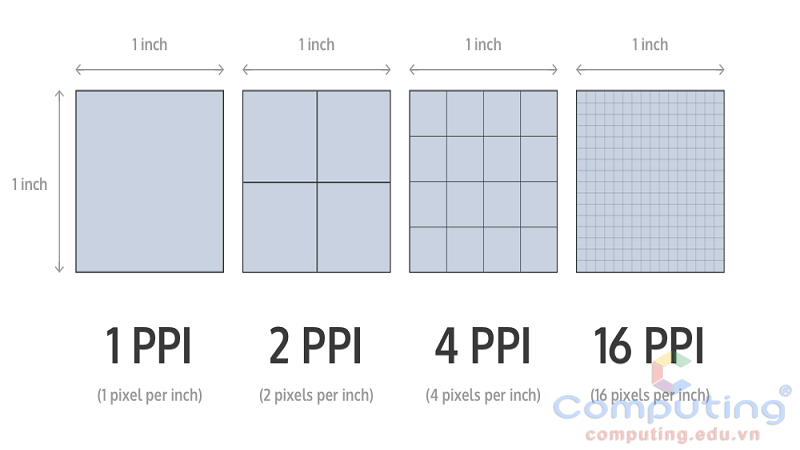 1 inch
1 inch
1 inch
1 inch
1 inch
1 PPI
2 PPI
4 PPI
16 PPI
(1 pixel per inch)
(2 pixels per inch)
(4 pixels per inch)
(16 pixels per inch)
Computing®
computing.edu.vn